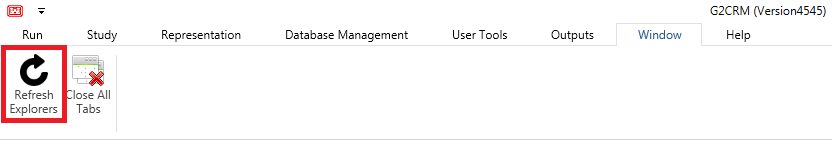 G2CRM (Version4545)
Run Study Representation Database Management User Tools Outputs Window Help
Refresh Explorers
Close All Tabs